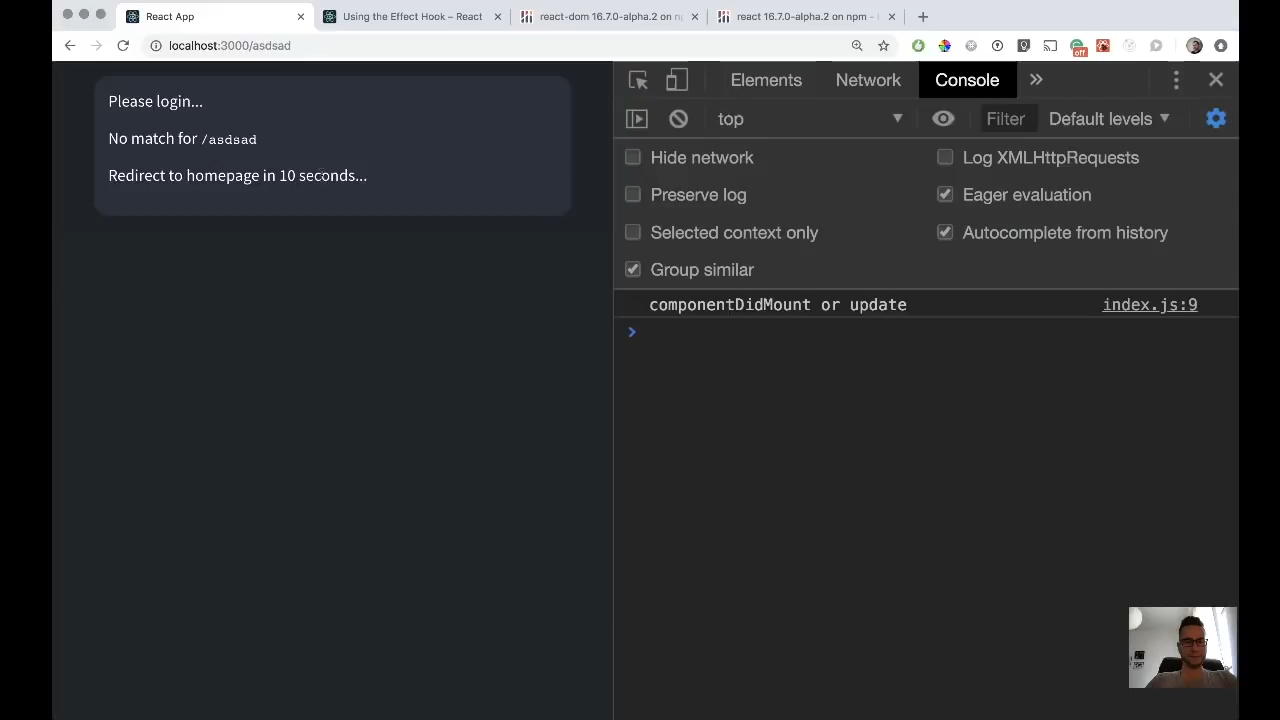 React App
Using the Effect Hook – React
react-dom 16.7.0-alpha.2 on n
react 16.7.0-alpha.2 on npm -
localhost:3000/asdsad
off
Please login...
No match for /asdsad
Redirect to homepage in 10 seconds...
Elements Network Console
top Filter Default levels
Hide network Log XMLHttpRequests
Preserve log Eager evaluation
Selected context only Autocomplete from history
Group similar
componentDidMount or update index.js:9